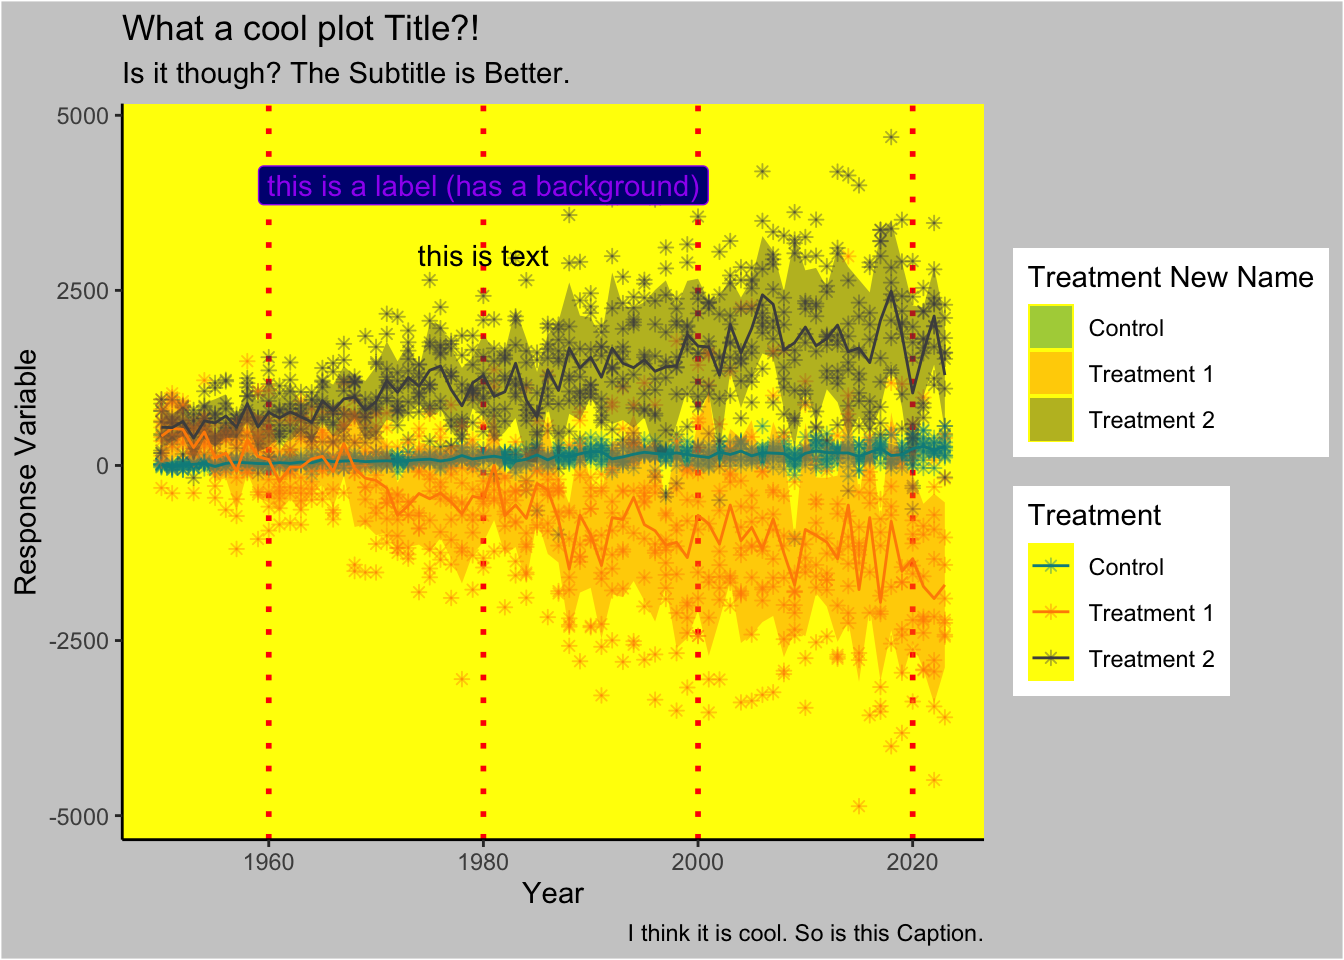 What a cool plot Title?!
Is it though? The Subtitle is Better.
5000
2500
0
-2500
-5000
Response Variable
this is a label (has a background)
this is text
1960
1980
2000
2020
Year
I think it is cool. So is this Caption.
Treatment New Name
Control
Treatment 1
Treatment 2
Treatment
Control
Treatment 1
Treatment 2